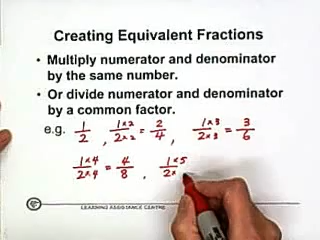 Creating Equivalent Fractions
• Multiply numerator and denominator
by the same number.
• Or divide numerator and denominator
by a common factor.
e.g. 1/2 , 1×2/2×2 = 2/4 , 1×3/2×3 = 3/6
1×4/2×4 = 4/8 , 1×5/2×
LEARNING ASSISTANCE CENTRE